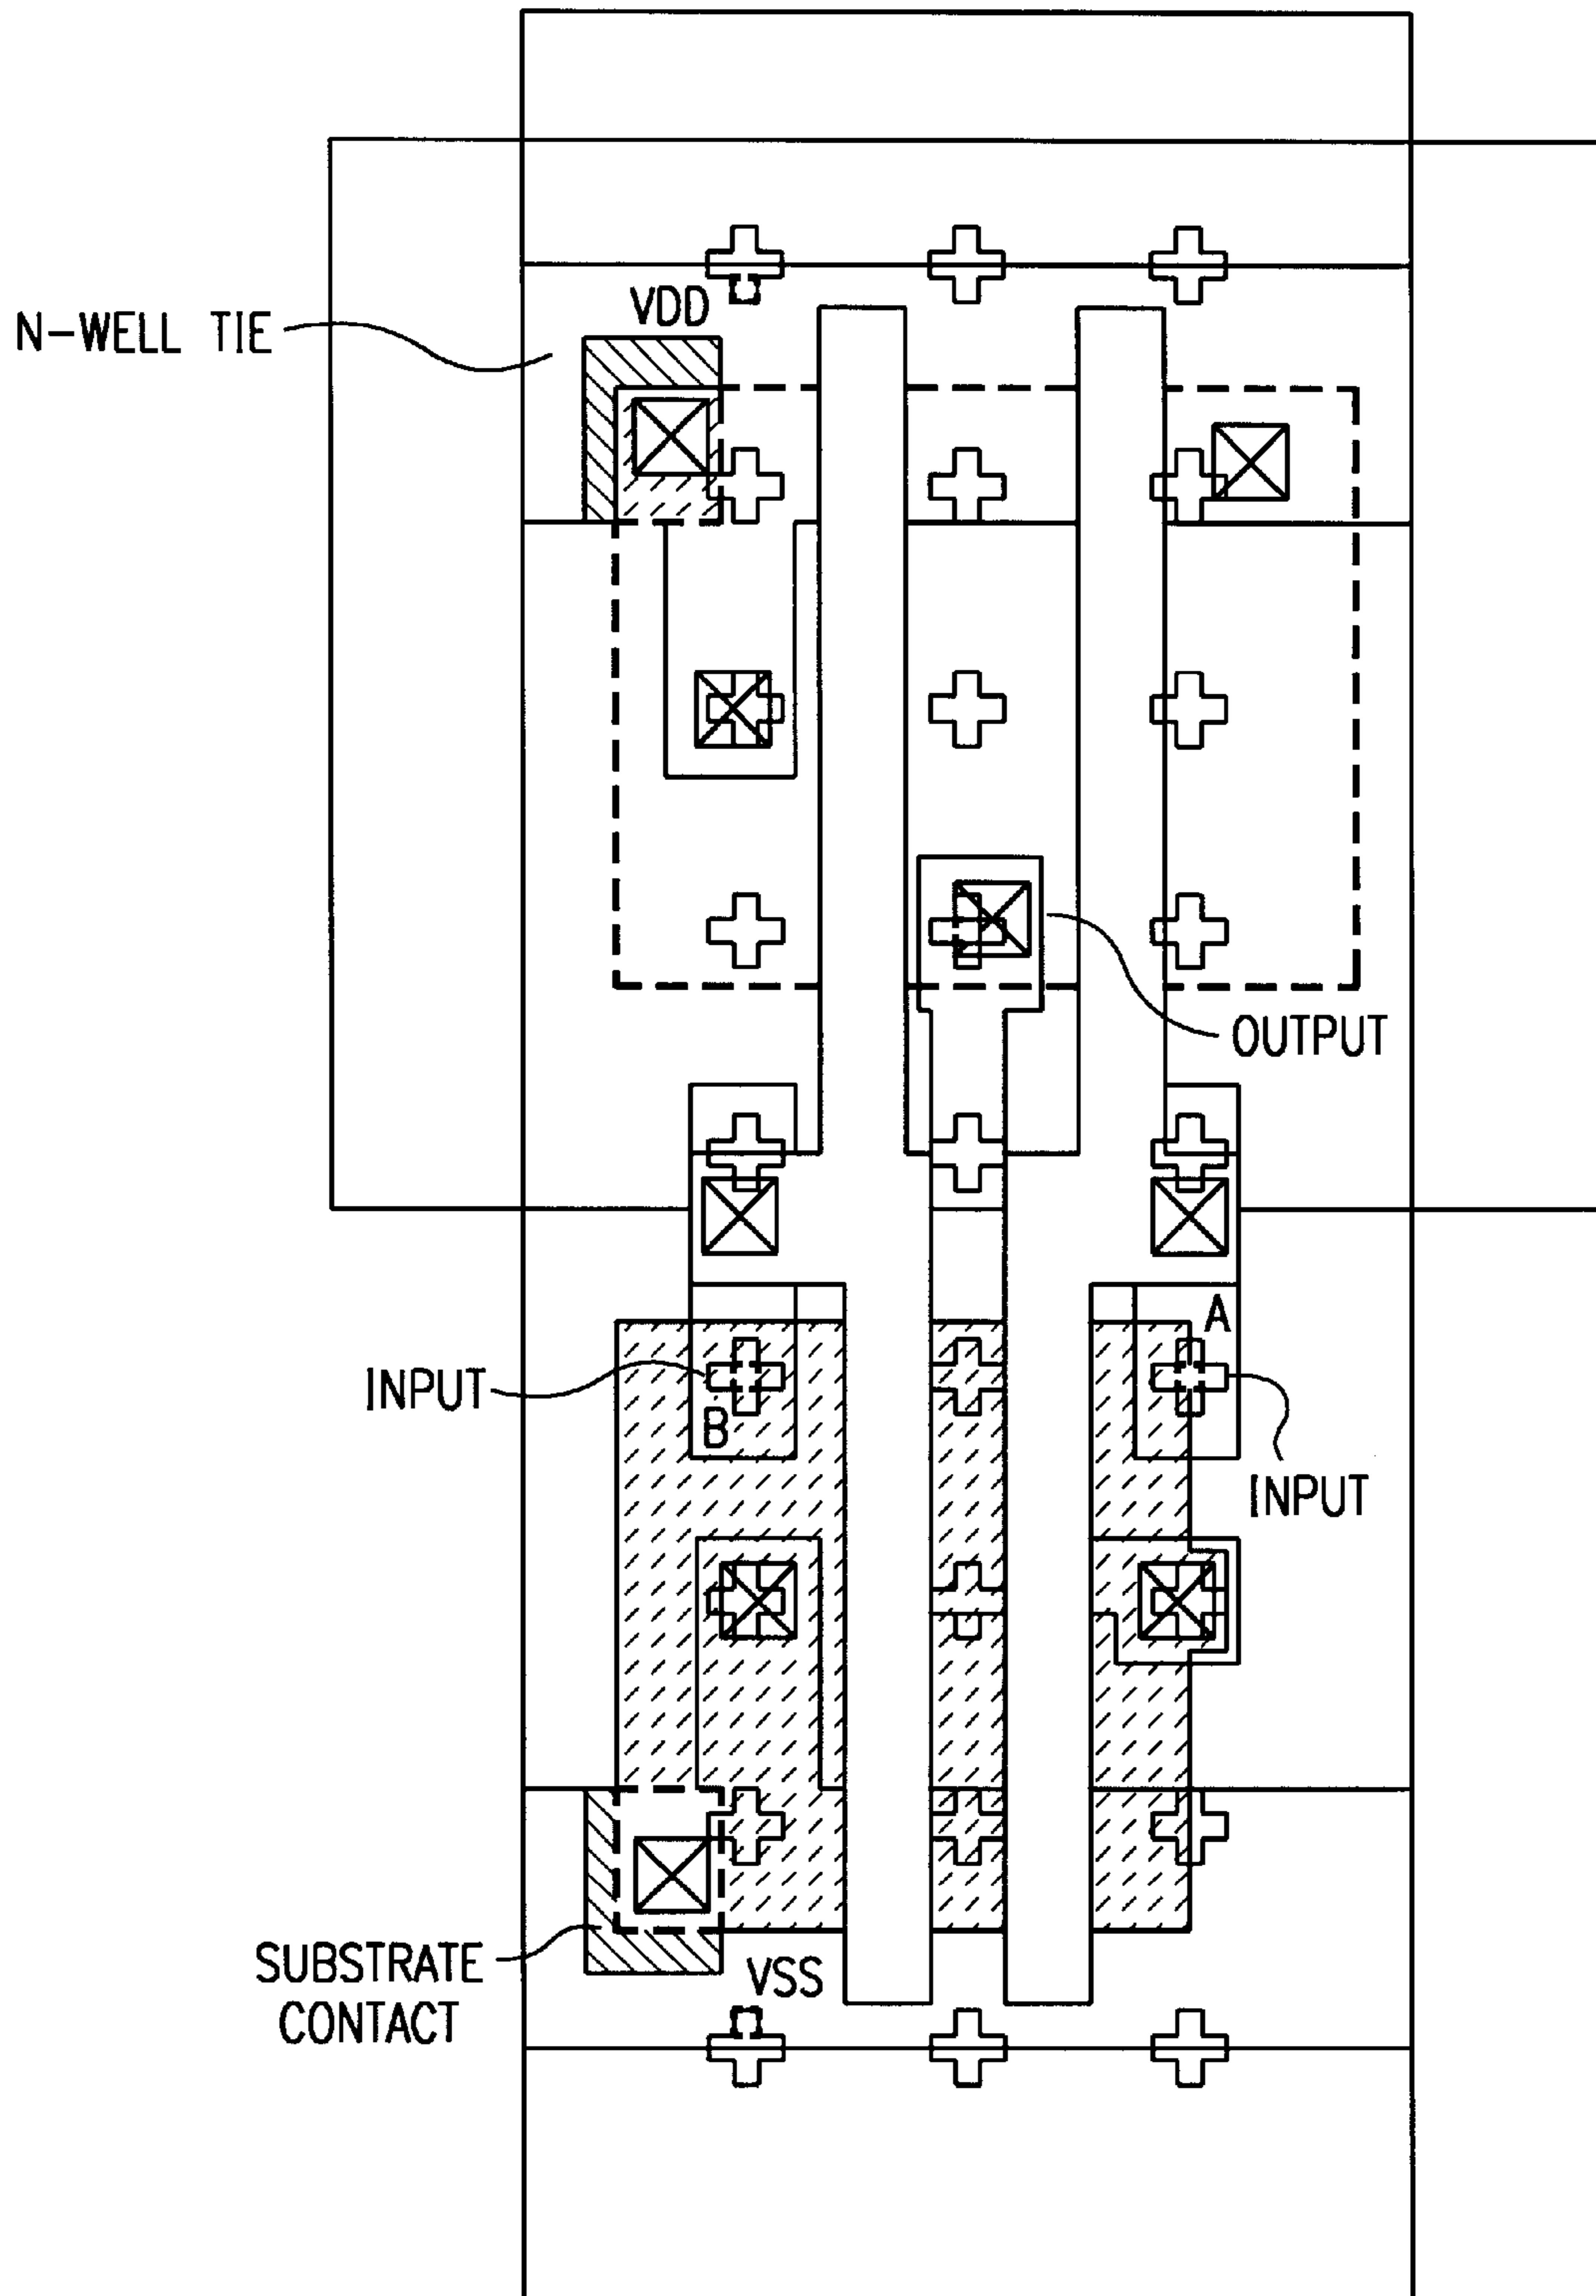 VDD
N-WELL TIE
OUTPUT
A
INPUT
B
INPUT
SUBSTRATE
CONTACT
VSS